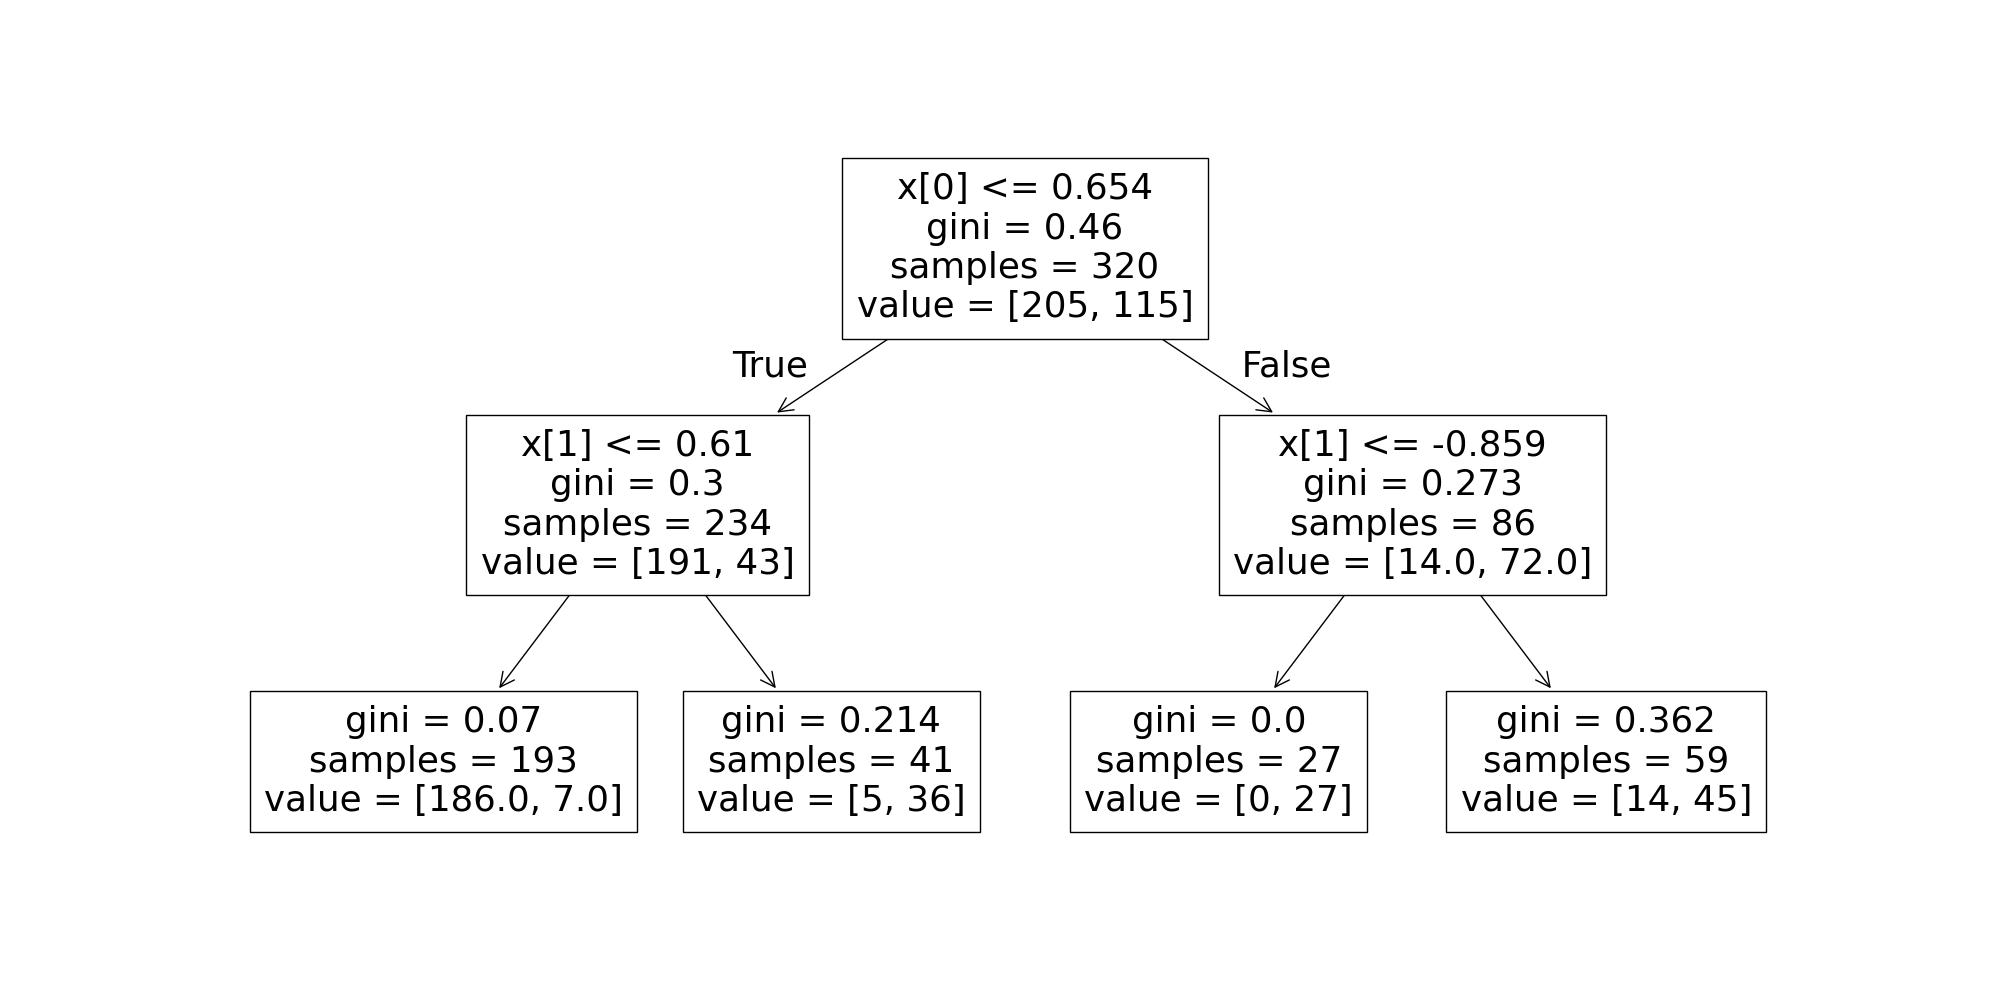 x[0] <= 0.654
gini = 0.46
samples = 320
value = [205, 115]
True
False
x[1] <= 0.61
gini = 0.3
samples = 234
value = [191, 43]
x[1] <= -0.859
gini = 0.273
samples = 86
value = [14.0, 72.0]
gini = 0.07
samples = 193
value = [186.0, 7.0]
gini = 0.214
samples = 41
value = [5, 36]
gini = 0.0
samples = 27
value = [0, 27]
gini = 0.362
samples = 59
value = [14, 45]